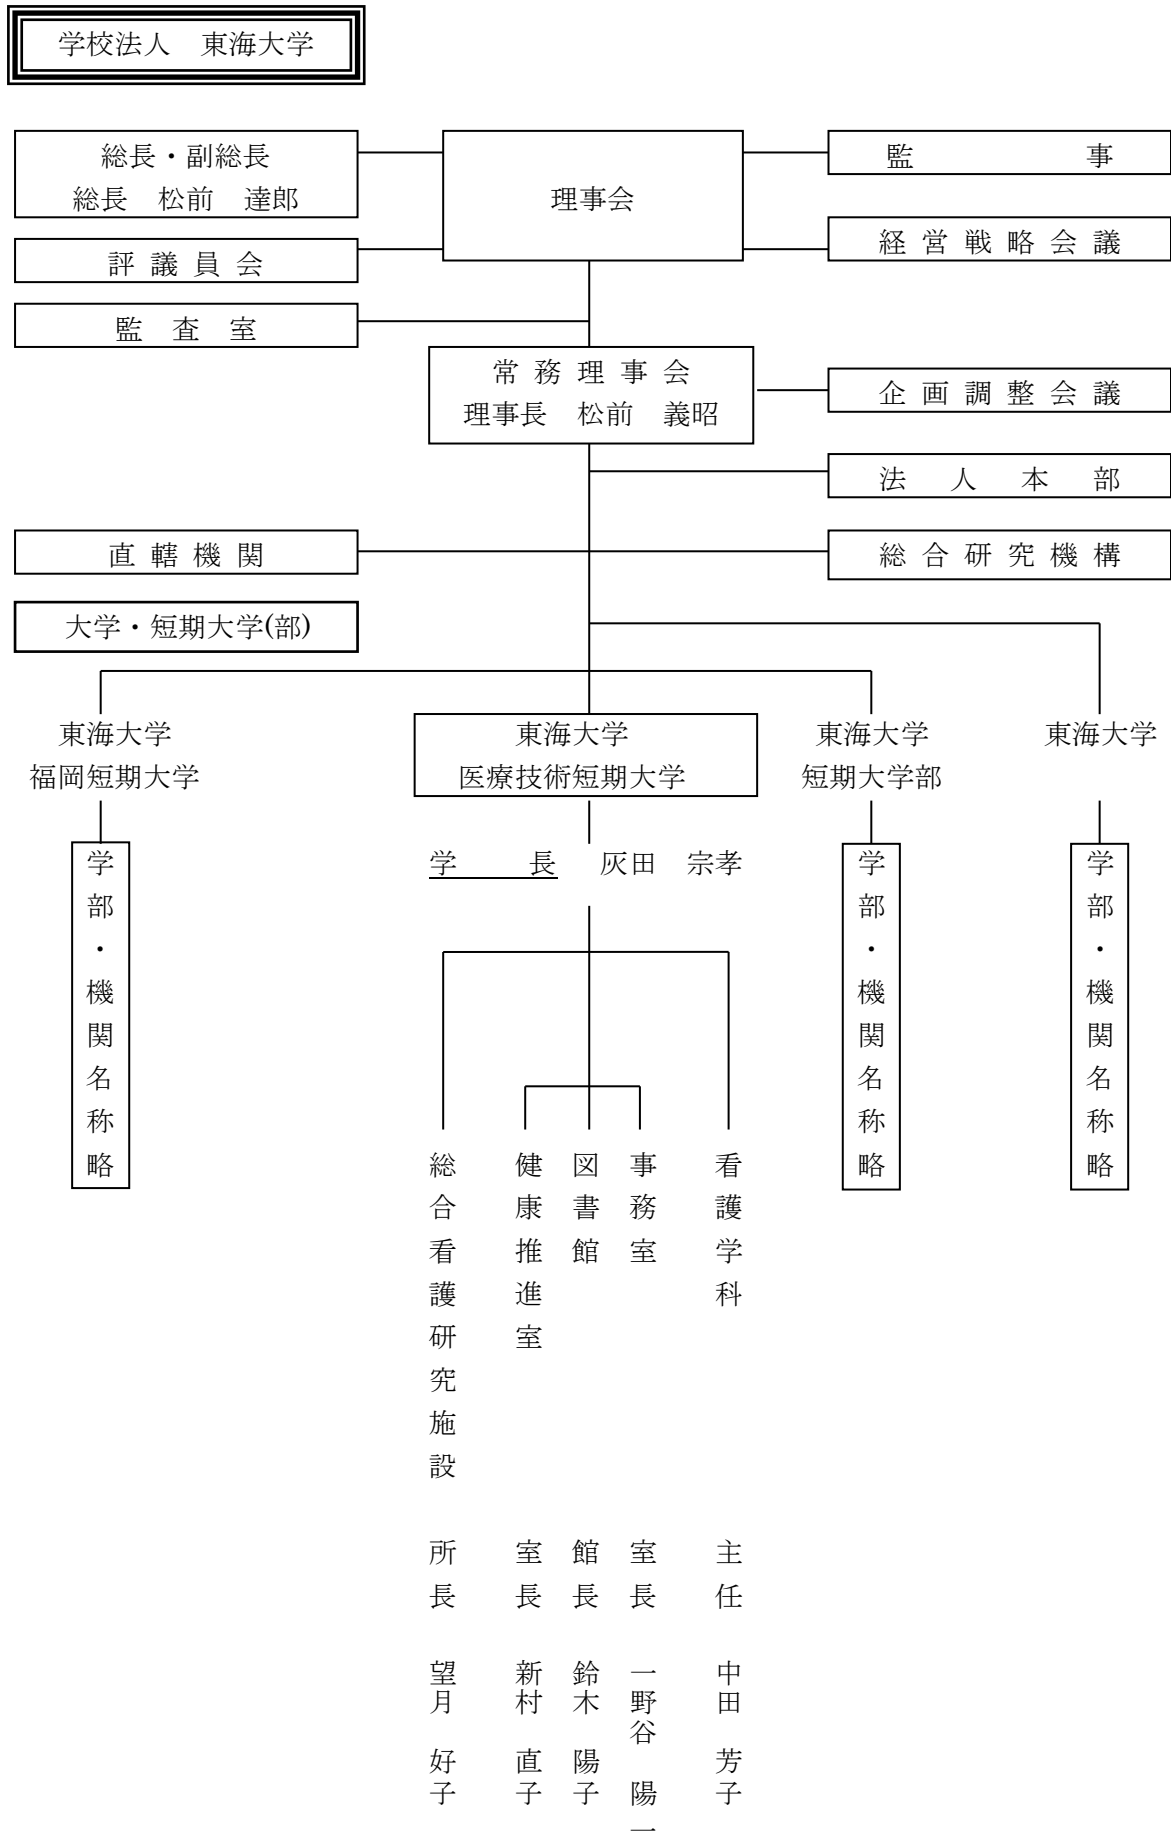 学校法人　東海大学
総長・副総長
総長　松前　達郎
理事会
監　事
評議員会
経営戦略会議
監査室
常務理事会
理事長　松前　義昭
企画調整会議
法人本部
直轄機関
総合研究機構
大学・短期大学(部)
東海大学
福岡短期大学
東海大学
医療技術短期大学
東海大学
短期大学部
東海大学
学部・機関名称略
学　長　灰田　宗孝
学部・機関名称略
学部・機関名称略
総合看護研究施設
所長　望月　好子
健康推進室
室長　新村　直子
図書館
館長　鈴木　陽子
事務室
室長　一野谷　陽
看護学科
主任　中田　芳子